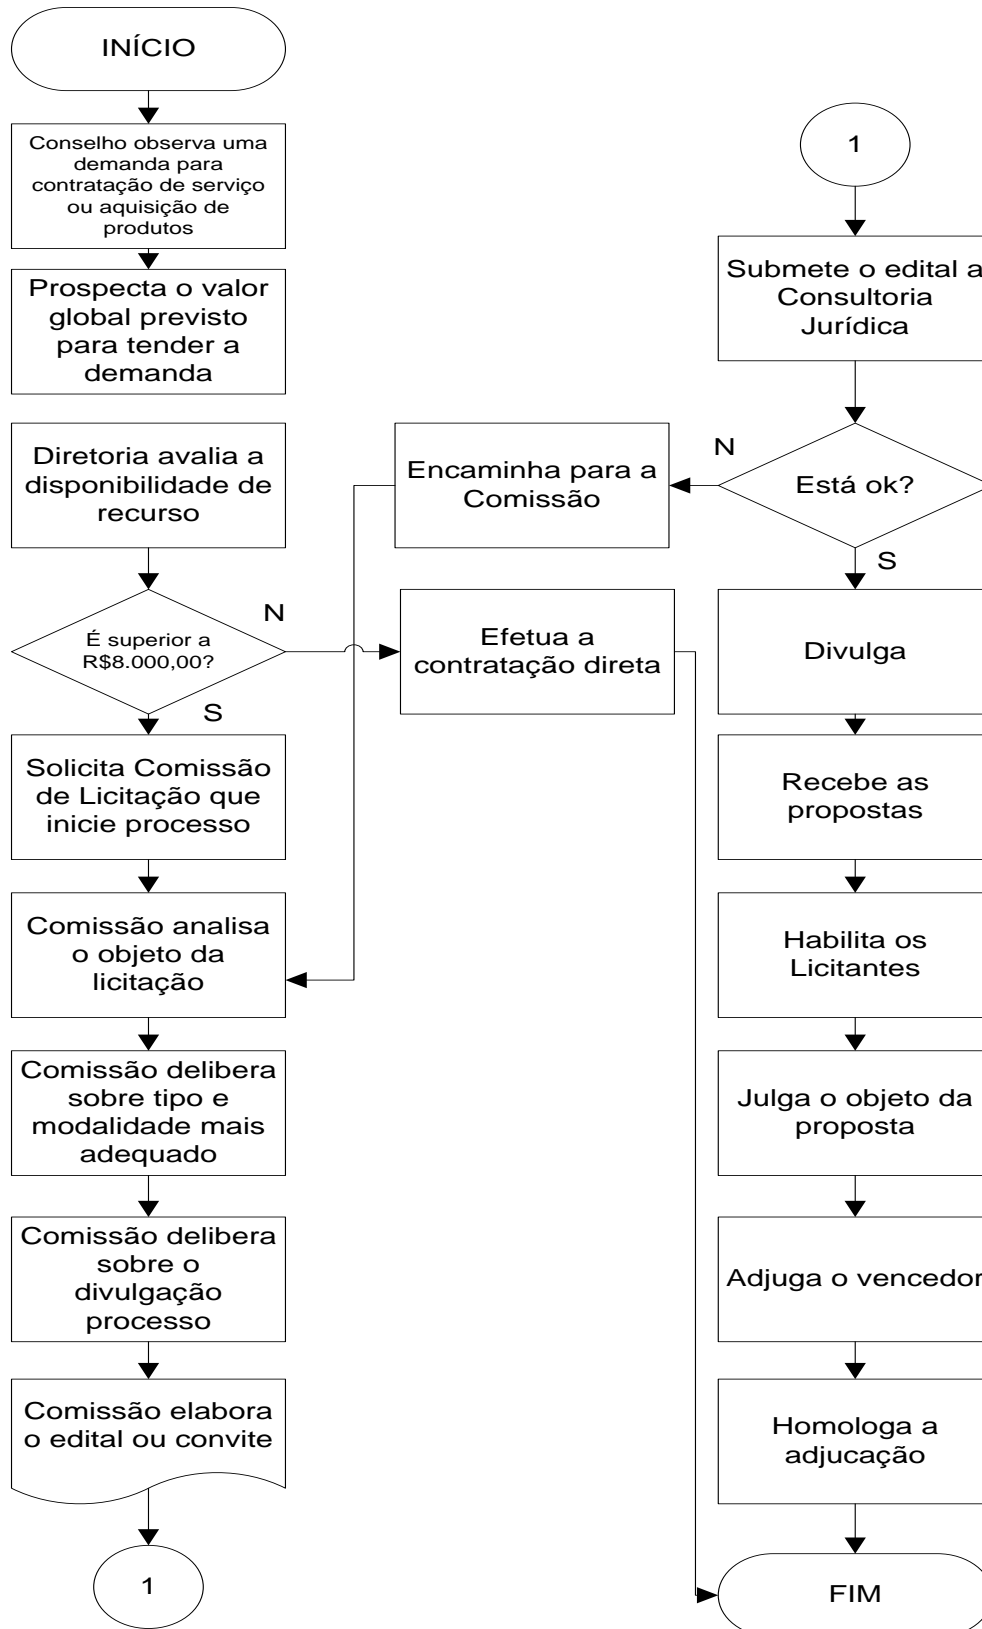 INÍCIO
Conselho observa uma
demanda para
contratação de serviço
ou aquisição de
produtos
Prospecta o valor
global previsto
para tender a
demanda
Diretoria avalia a
disponibilidade de
recurso
É superior a
R$8.000,00?
N
S
Efetua a
contratação direta
Solicita Comissão
de Licitação que
inicie processo
Comissão analisa
o objeto da
licitação
Comissão delibera
sobre tipo e
modalidade mais
adequado
Comissão delibera
sobre o
divulgação
processo
Comissão elabora
o edital ou convite
1
1
Submete o edital a
Consultoria
Jurídica
Está ok?
N
Encaminha para a
Comissão
S
Divulga
Recebe as
propostas
Habilita os
Licitantes
Julga o objeto da
proposta
Adjuga o vencedor
Homologa a
adjucação
FIM